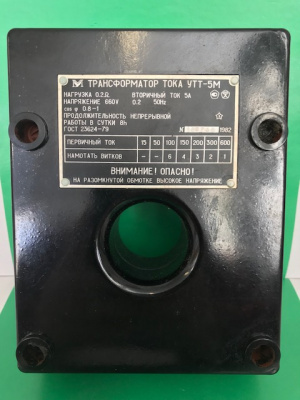 ТРАНСФОРМАТОР ТОКА УТТ-5М
НАГРУЗКА 0.2Ω ВТОРИЧНЫЙ ТОК 5А
НАПРЯЖЕНИЕ 660V 0.2 50Hz
cos φ 0.8-1
ПРОДОЛЖИТЕЛЬНОСТЬ НЕПРЕРЫВНОЙ
РАБОТЫ В СУТКИ 8h
ГОСТ 23624-79 № 1982
ПЕРВИЧНЫЙ ТОК 15 50 100 150 200 300 600
НАМОТАТЬ ВИТКОВ — — 6 4 3 2 1
ВНИМАНИЕ! ОПАСНО!
НА РАЗОМКНУТОЙ ОБМОТКЕ ВЫСОКОЕ НАПРЯЖЕНИЕ